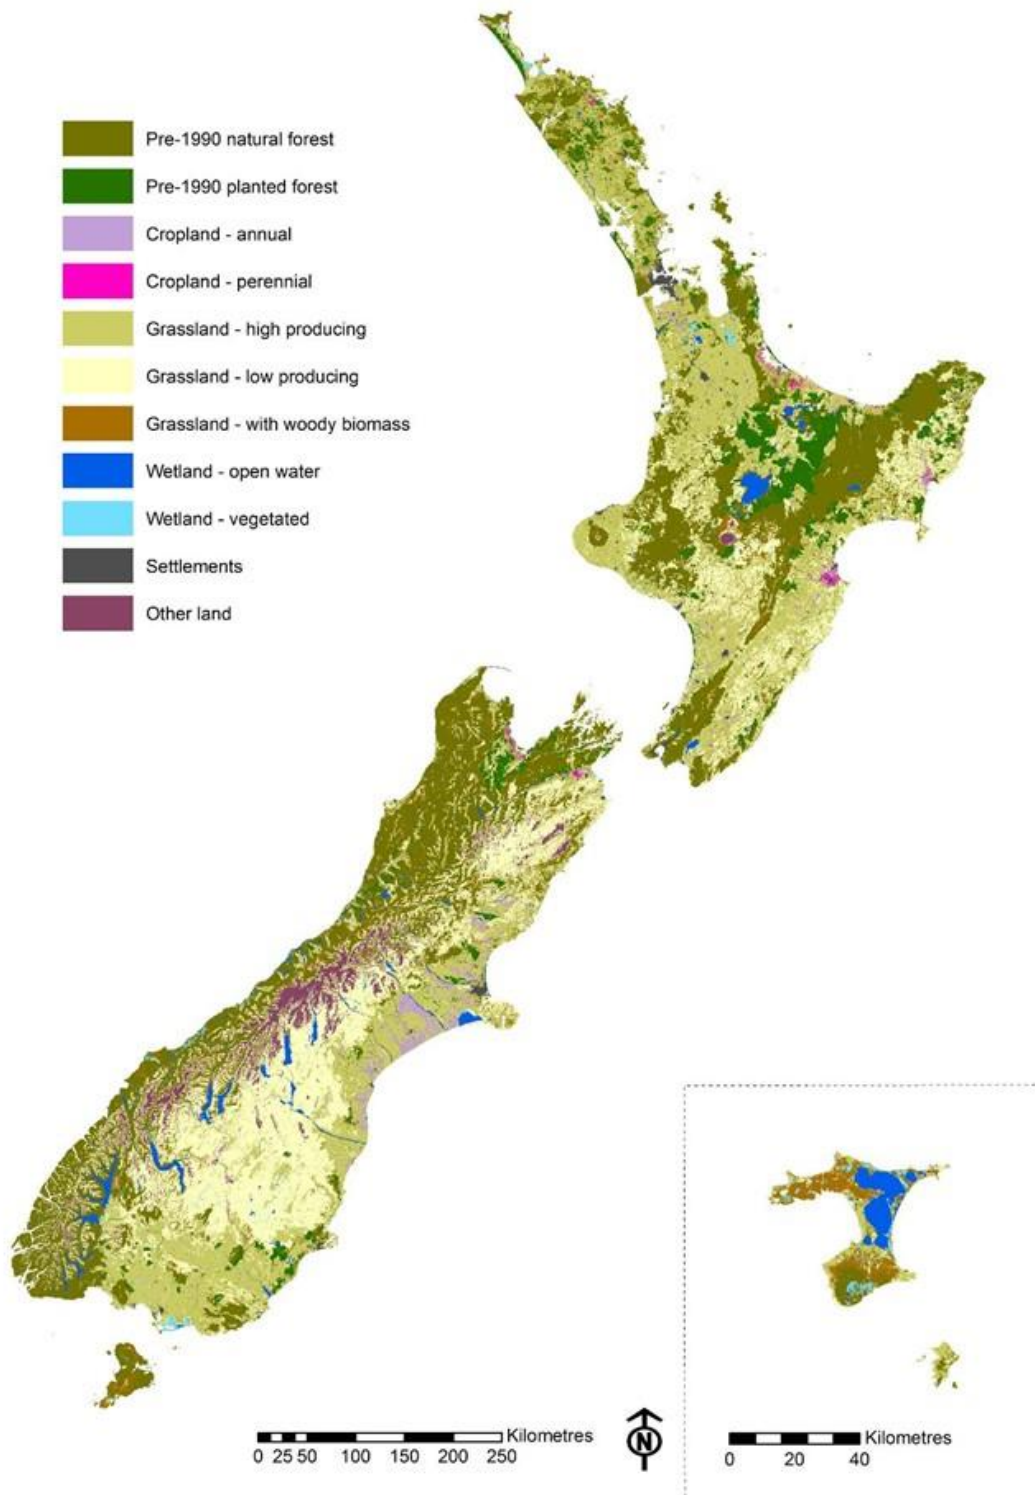 Pre-1990 natural forest
Pre-1990 planted forest
Cropland - annual
Cropland - perennial
Grassland - high producing
Grassland - low producing
Grassland - with woody biomass
Wetland - open water
Wetland - vegetated
Settlements
Other land
Kilometres
0 25 50 100 150 200 250
N
Kilometres
0 20 40